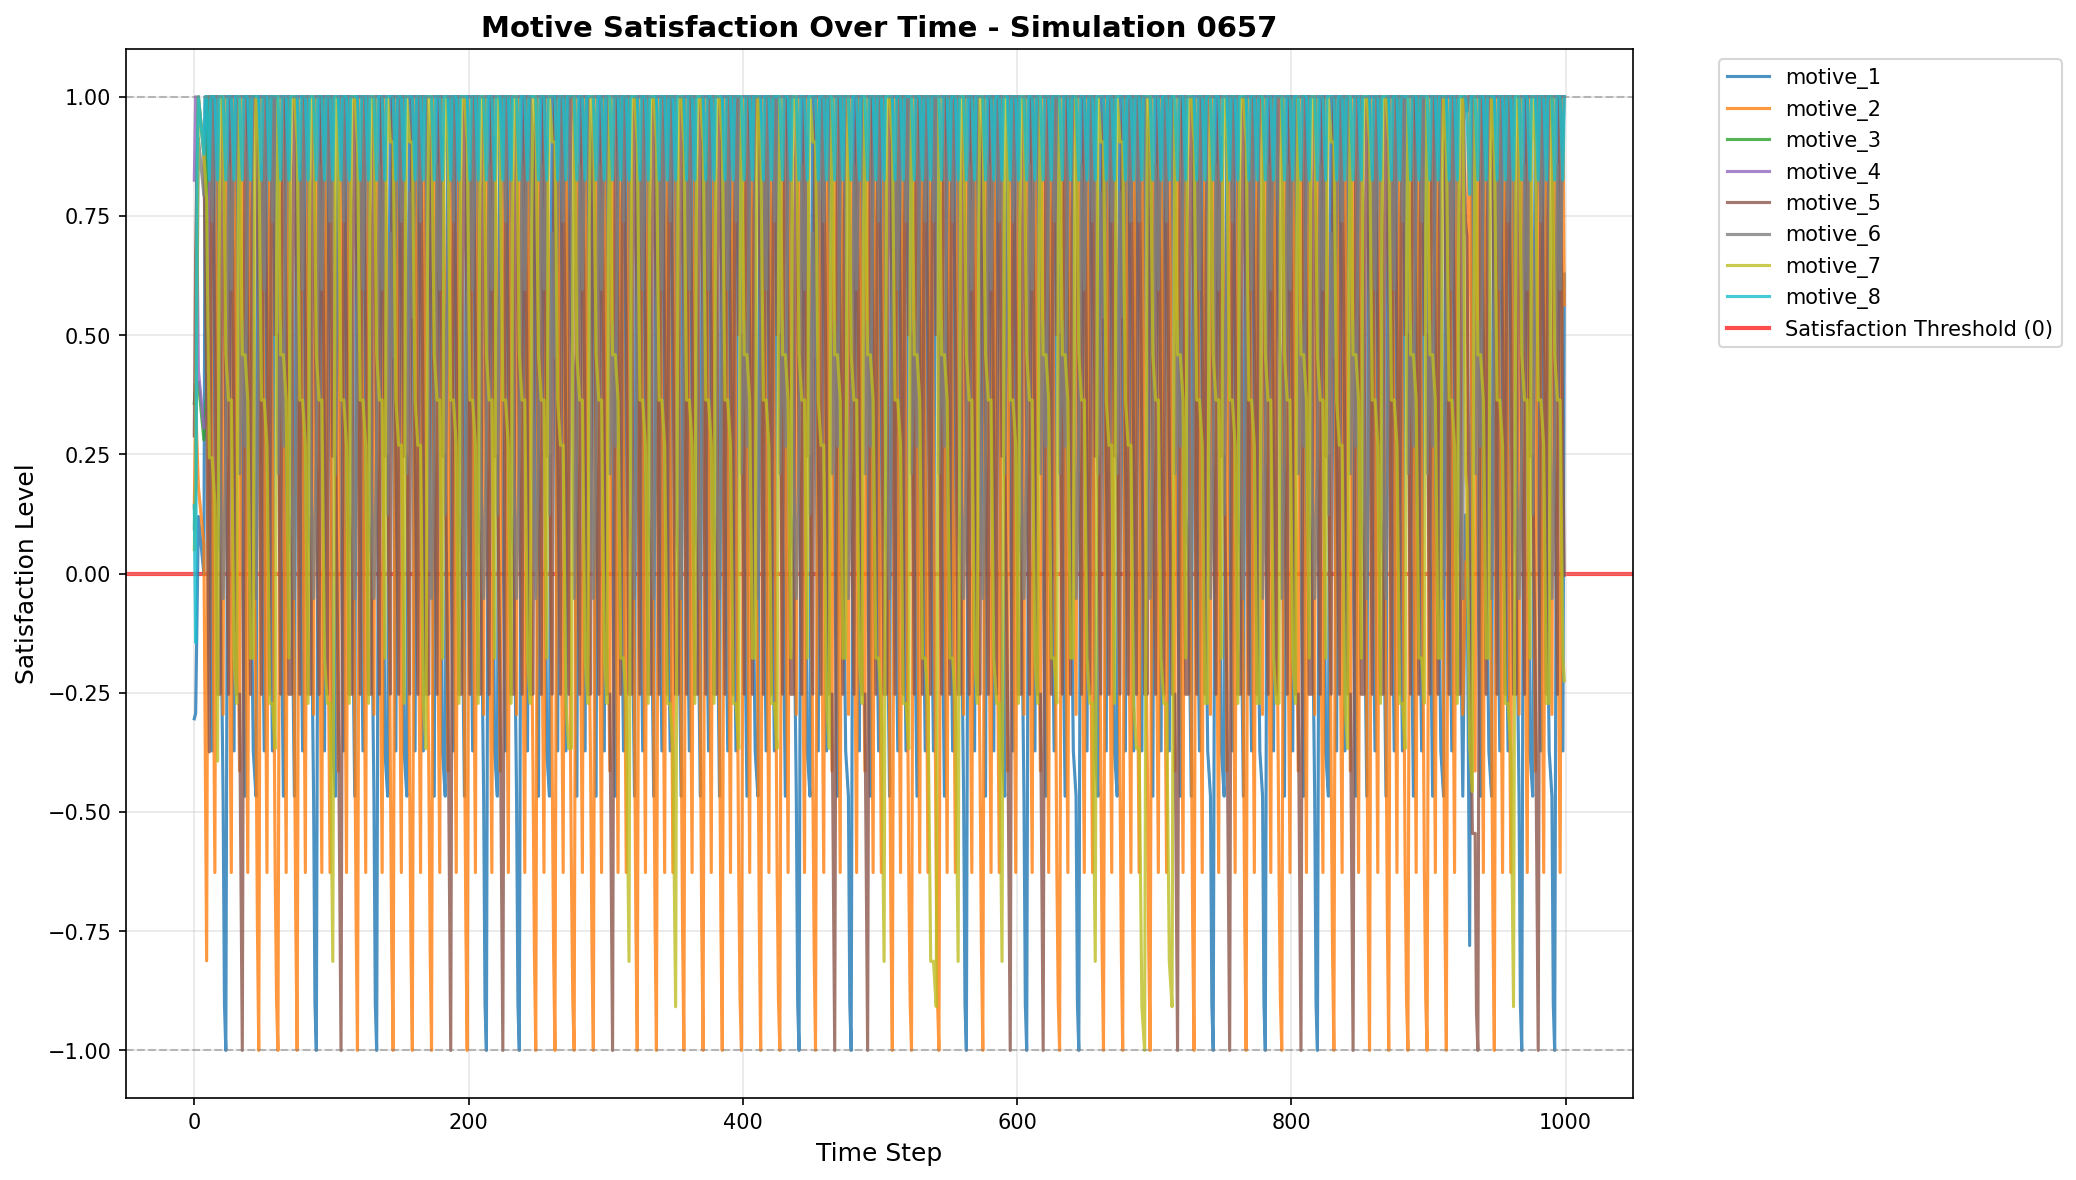 Motive Satisfaction Over Time - Simulation 0657
1.00
0.75
0.50
0.25
0.00
−0.25
−0.50
−0.75
−1.00
Satisfaction Level
0
200
400
600
800
1000
Time Step
motive_1
motive_2
motive_3
motive_4
motive_5
motive_6
motive_7
motive_8
Satisfaction Threshold (0)